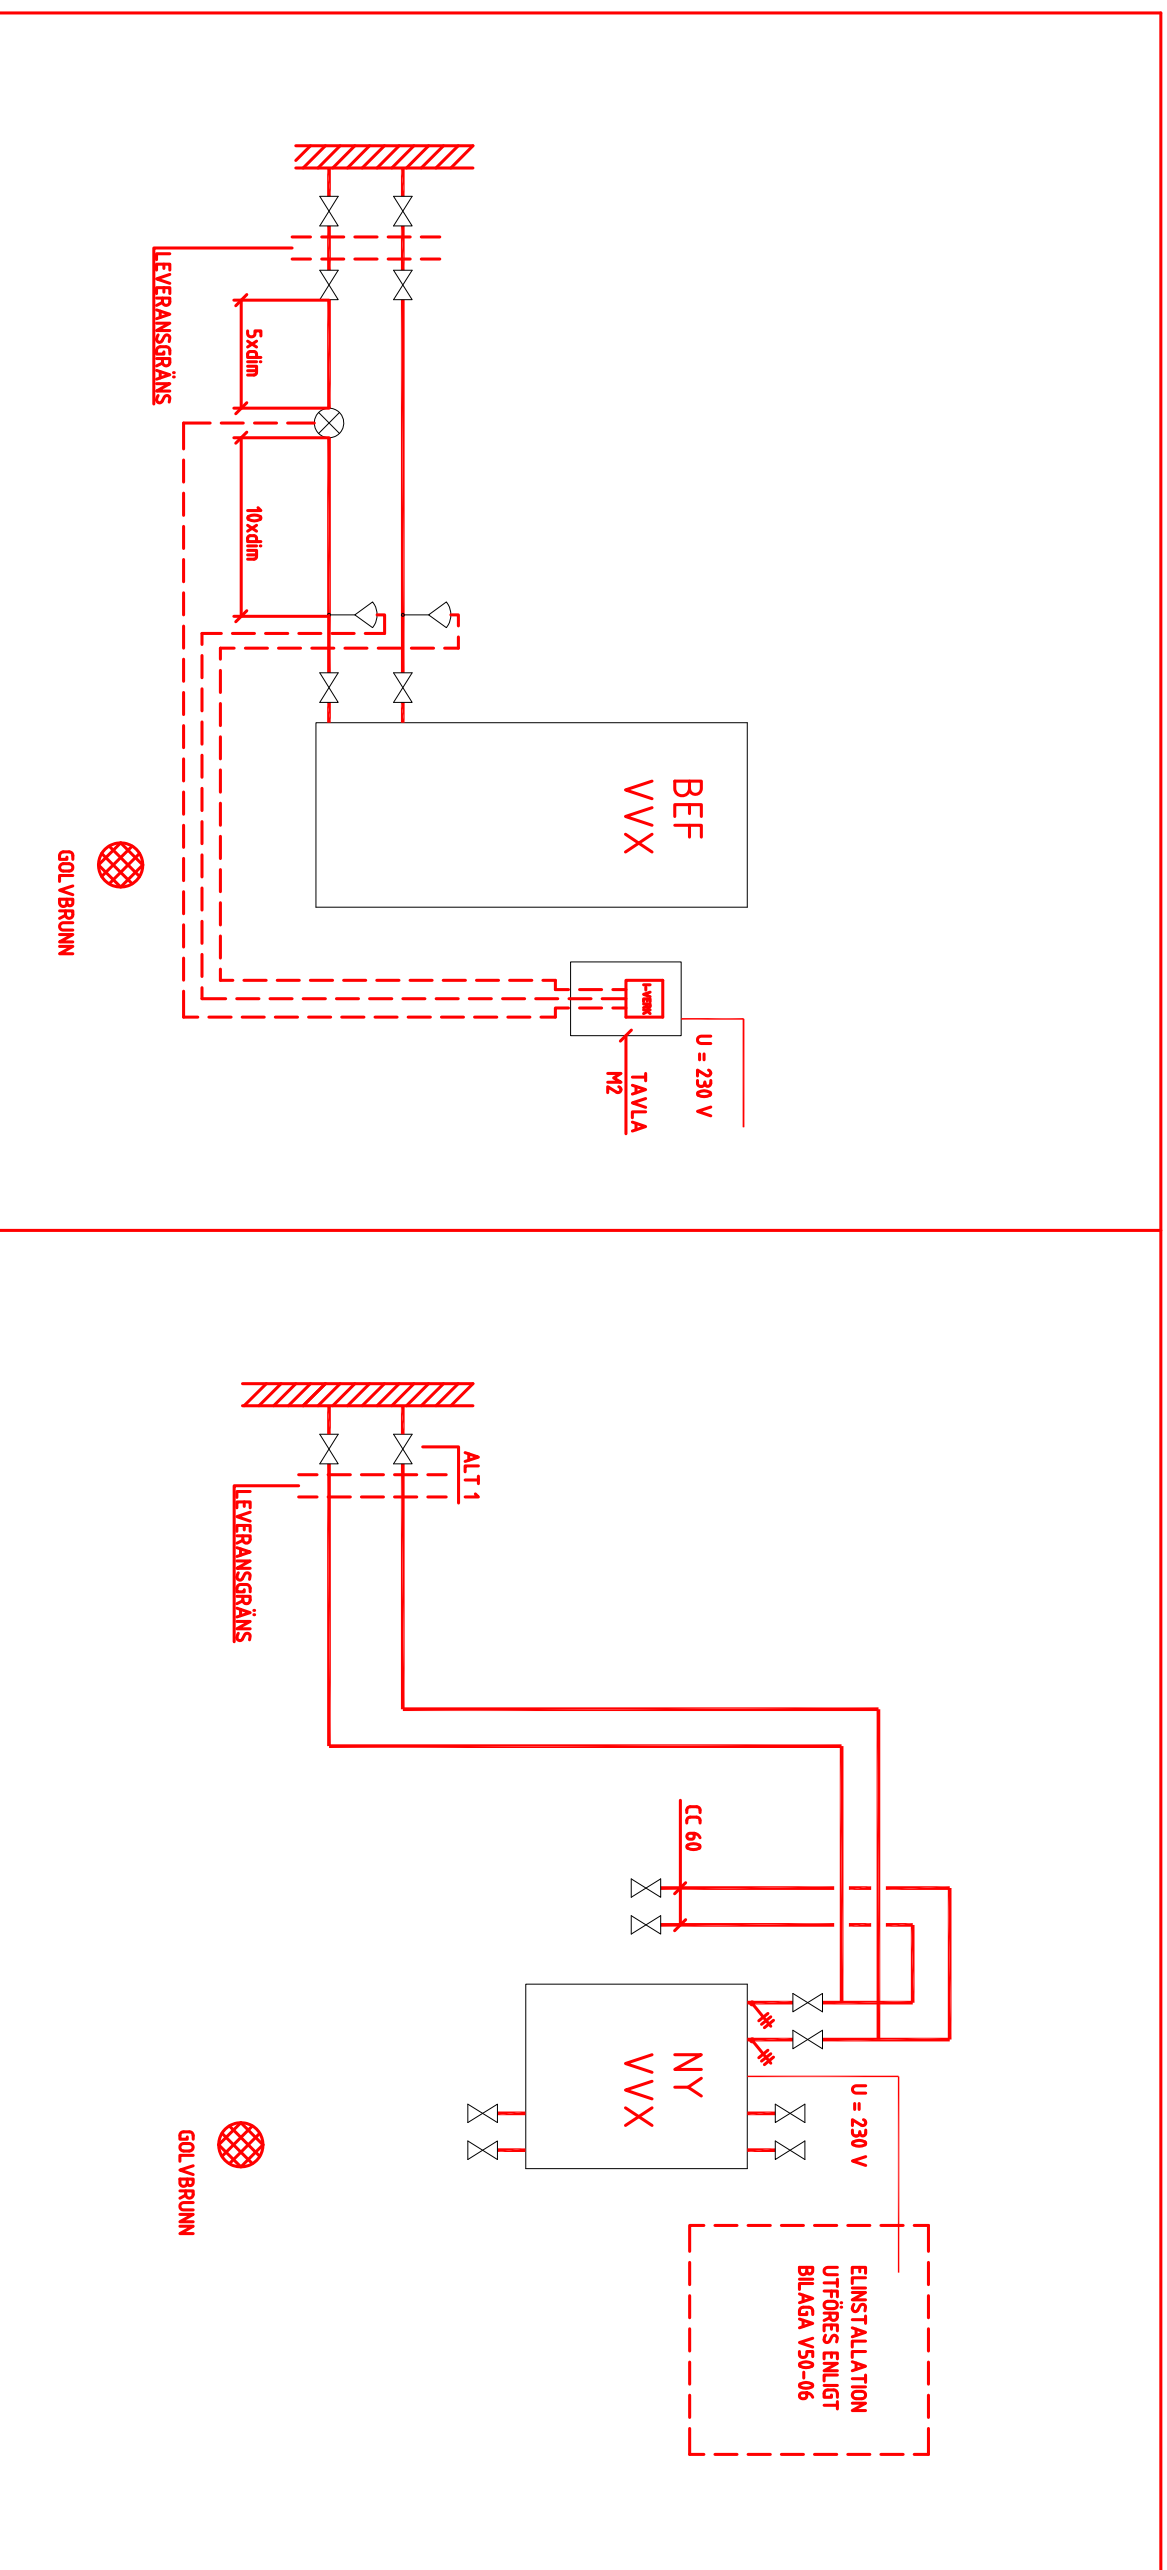 BEF
VVX
U = 230 V
I-VERK
TAVLA
M2
5xdim
10xdim
LEVERANSGRÄNS
GOLVBRUNN
ALT 1
LEVERANSGRÄNS
CC 60
NY
VVX
U = 230 V
ELINSTALLATION
UTFÖRES ENLIGT
BILAGA V50-06
GOLVBRUNN